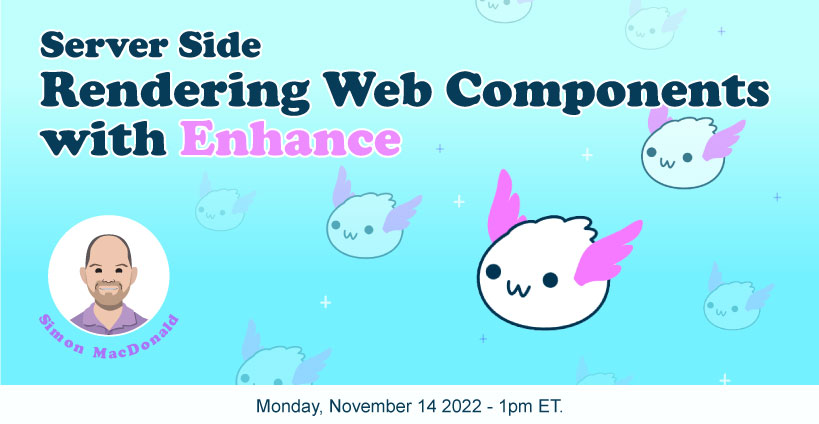 Server Side
Rendering Web Components
with Enhance
Simon MacDonald
Monday, November 14 2022 - 1pm ET.